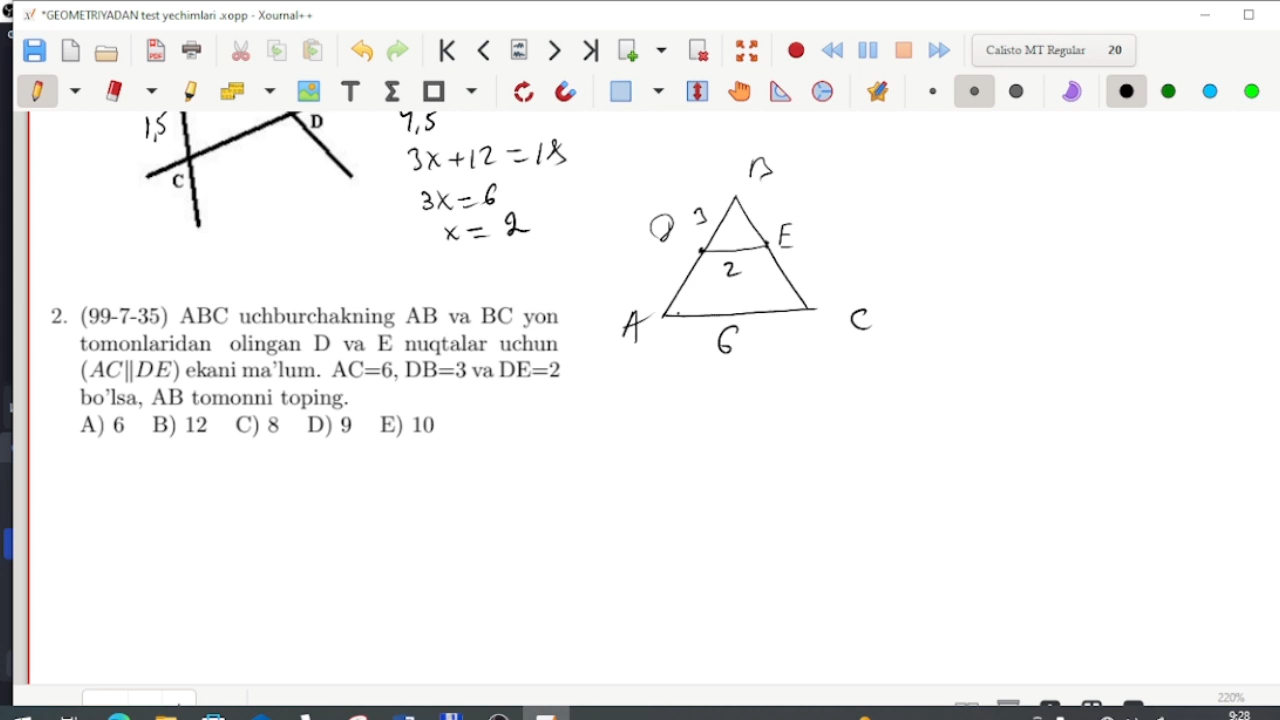 *GEOMETRIYADAN test yechimlari .xopp - Xournal++
Calisto MT Regular 20
1,5
D
C
7,5
3x+12=18
3x=6
x=2
B
D 3
E
2
A
C
6
2. (99-7-35) ABC uchburchakning AB va BC yon
tomonlaridan olingan D va E nuqtalar uchun
(AC||DE) ekani ma'lum. AC=6, DB=3 va DE=2
bo'lsa, AB tomonni toping.
A) 6 B) 12 C) 8 D) 9 E) 10
220%
9:28